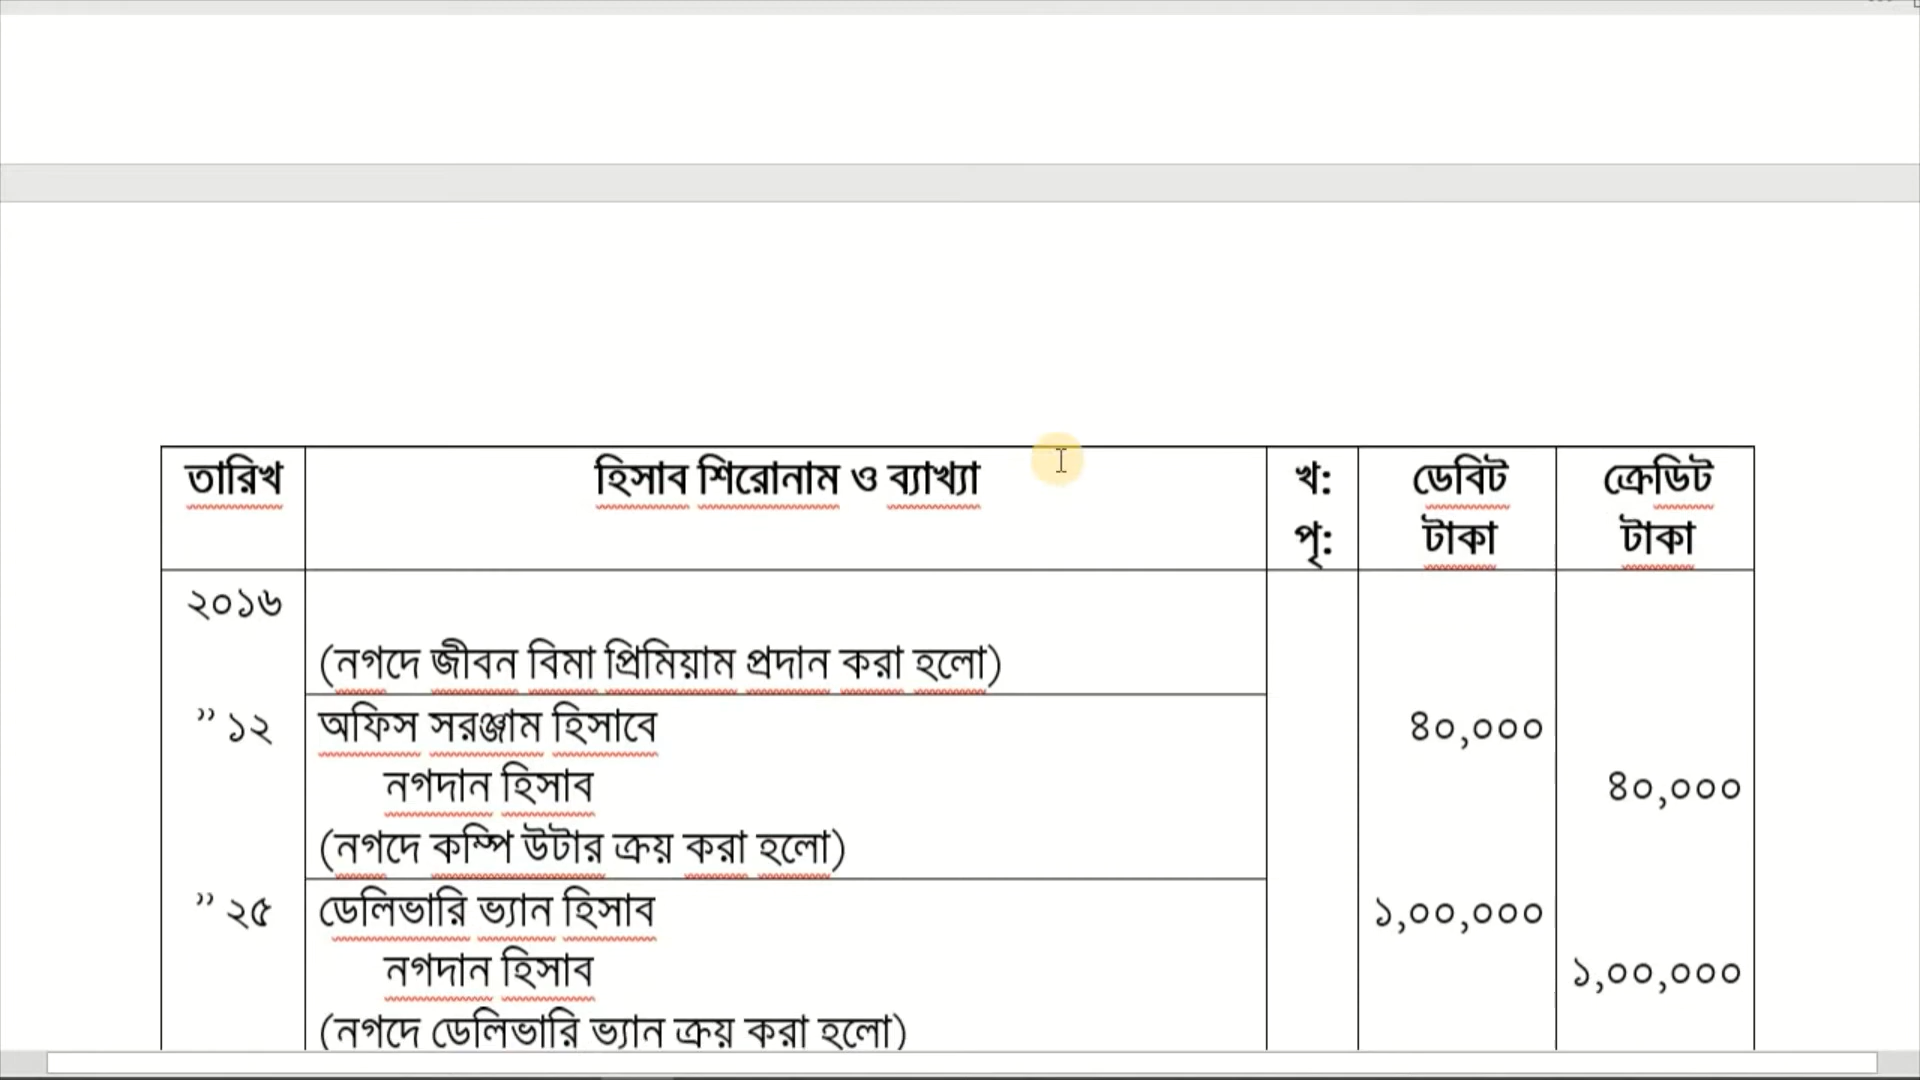 তারিখ হিসাব শিরোনাম ও ব্যাখ্যা খ: ডেবিট ক্রেডিট
পৃ: টাকা টাকা
২০১৬
(নগদে জীবন বিমা প্রিমিয়াম প্রদান করা হলো)
” ১২ অফিস সরঞ্জাম হিসাবে ৪০,০০০
নগদান হিসাব ৪০,০০০
(নগদে কম্পি উটার ক্রয় করা হলো)
” ২৫ ডেলিভারি ভ্যান হিসাব ১,০০,০০০
নগদান হিসাব ১,০০,০০০
(নগদে ডেলিভারি ভ্যান ক্রয় করা হলো)